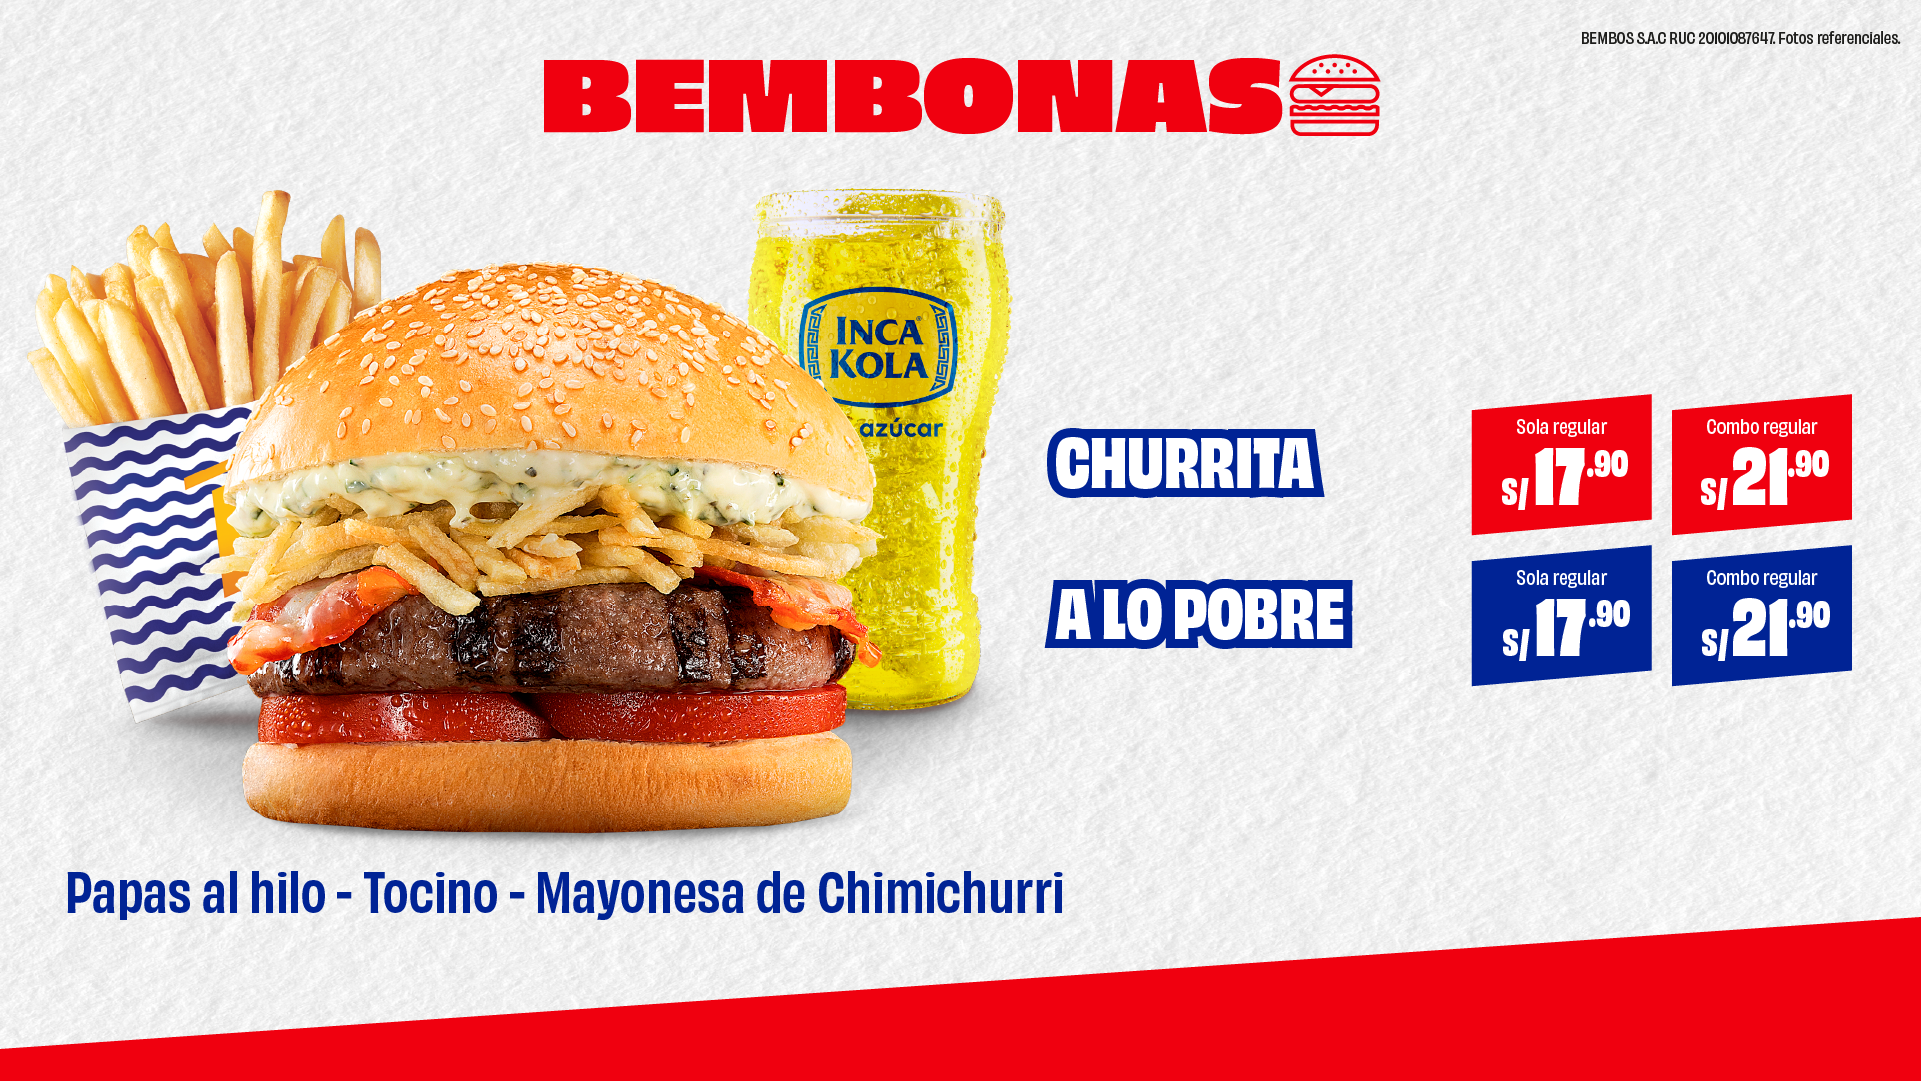 BEMBOS S.A.C RUC 20101087647. Fotos referenciales.
BEMBONAS
INCA
KOLA
azúcar
CHURRITA
Sola regular
S/17.90
Combo regular
S/21.90
A LO POBRE
Sola regular
S/17.90
Combo regular
S/21.90
Papas al hilo - Tocino - Mayonesa de Chimichurri